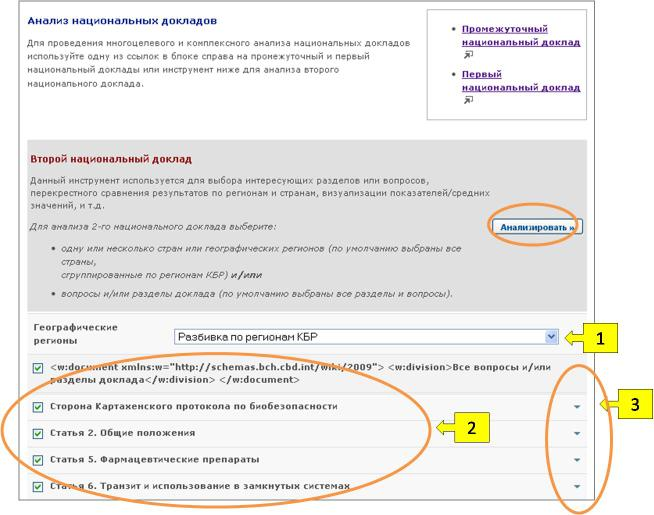 Анализ национальных докладов
Для проведения многоцелевого и комплексного анализа национальных докладов
используйте одну из ссылок в блоке справа на пронежуточный и первый
национальный доклады или инструмент ниже для анализа второго
национального доклада.
Промежуточный
национальный доклад
Первый
национальный доклад
Второй национальный доклад
Данный инструмент используется для выбора интересующих разделов или вопросов,
перекрестного сравнения результатов по регионам и странам, визуализации показателей/средних
значений, и т.д.
Для анализа 2-го национального доклада выберите:
одну или несколько стран или географических регионов (по умолчанию выбраны все
страны,
сгруппированные по регионам КБР) и/или
вопросы и/или разделы доклада (по умолчанию выбраны все разделы и вопросы).
Анализировать »
Географические
регионы
Разбивка по регионам КБР
1
<w:document xmlns:w="http://schemas.bch.cbd.int/wiki/2009"> <w:division>Все вопросы и/или
разделы доклада</w:division> </w:document>
3
Сторона Картахенского протокола по биобезопасности
2
Статья 2. Общие положения
Статья 5. Фармацевтические препараты
Статья 6. Транзит и использование в замкнутых системах